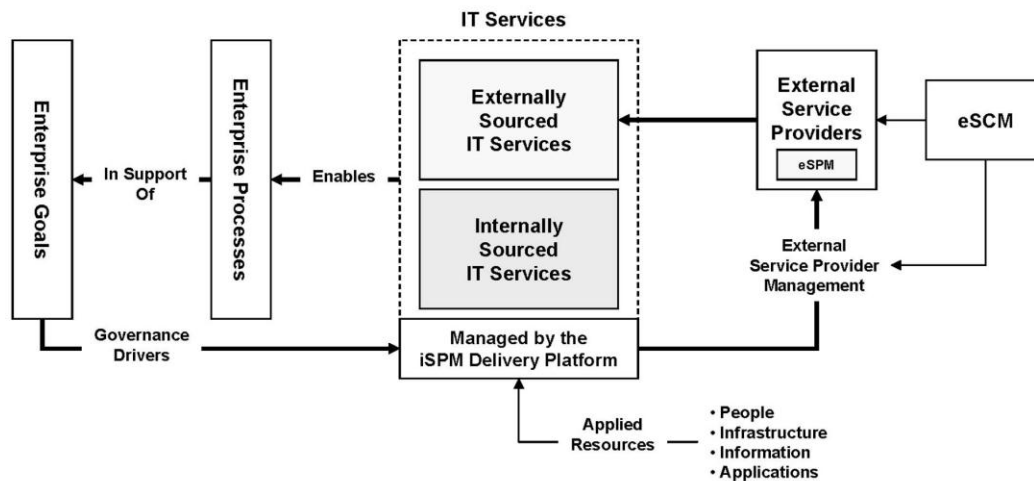 IT Services
Enterprise Goals
In Support
Of
Enterprise Processes
Enables
Externally
Sourced
IT Services
Internally
Sourced
IT Services
Managed by the
iSPM Delivery Platform
External
Service
Providers
eSPM
eSCM
External
Service Provider
Management
Governance
Drivers
Applied
Resources
• People
• Infrastructure
• Information
• Applications